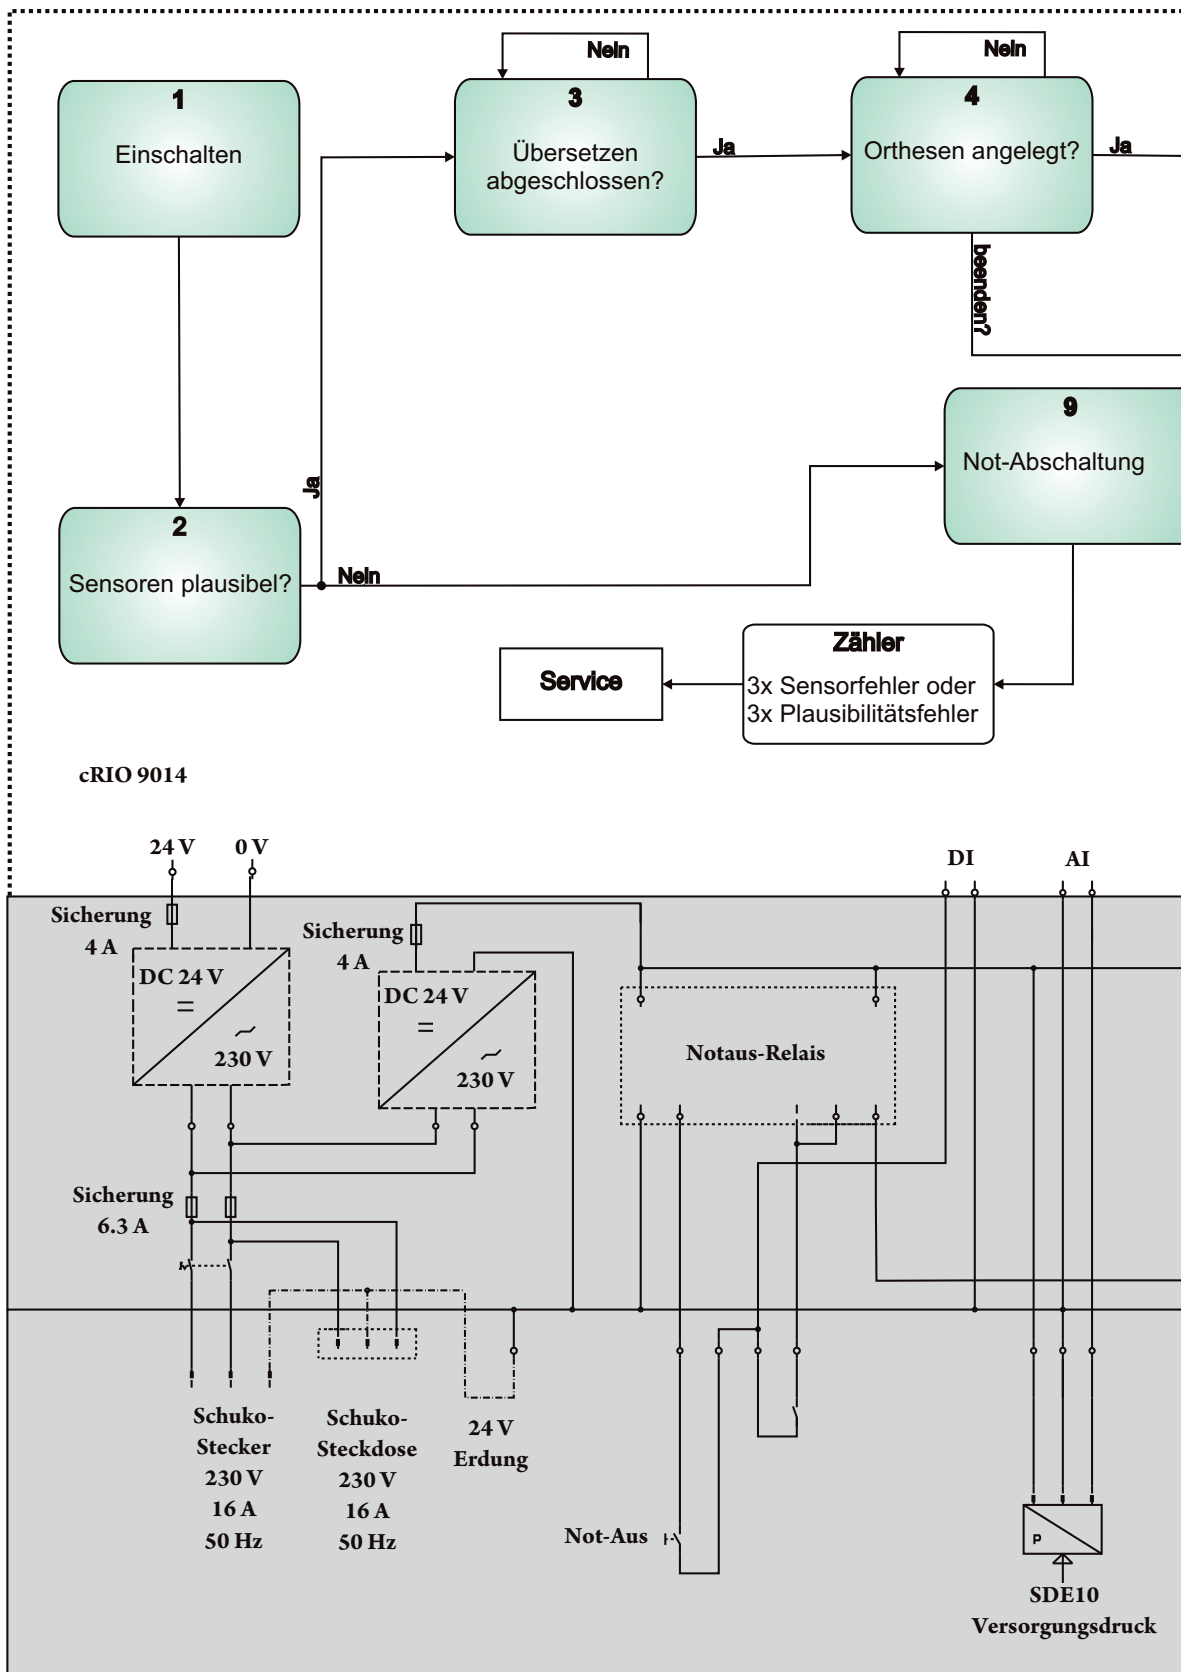 Nein
Nein
1
3
4
Einschalten
Übersetzen
abgeschlossen?
Ja
Orthesen angelegt?
Ja
beenden?
9
Not-Abschaltung
Ja
2
Sensoren plausibel?
Nein
Zähler
3x Sensorfehler oder
3x Plausibilitätsfehler
Service
cRIO 9014
24 V
0 V
DI
AI
Sicherung
4 A
Sicherung
4 A
DC 24 V
230 V
DC 24 V
230 V
Notaus-Relais
Sicherung
6.3 A
Schuko-
Stecker
230 V
16 A
50 Hz
Schuko-
Steckdose
230 V
16 A
50 Hz
24 V
Erdung
Not-Aus
P
SDE10
Versorgungsdruck